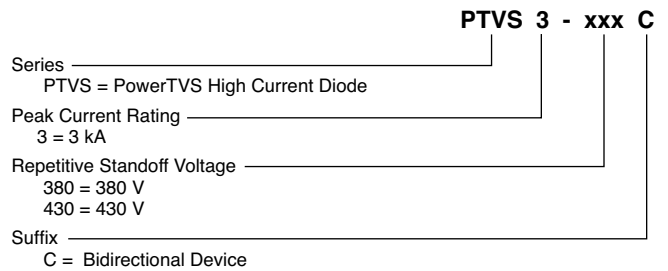 PTVS 3 - xxx C
Series
PTVS = PowerTVS High Current Diode
Peak Current Rating
3 = 3 kA
Repetitive Standoff Voltage
380 = 380 V
430 = 430 V
Suffix
C = Bidirectional Device